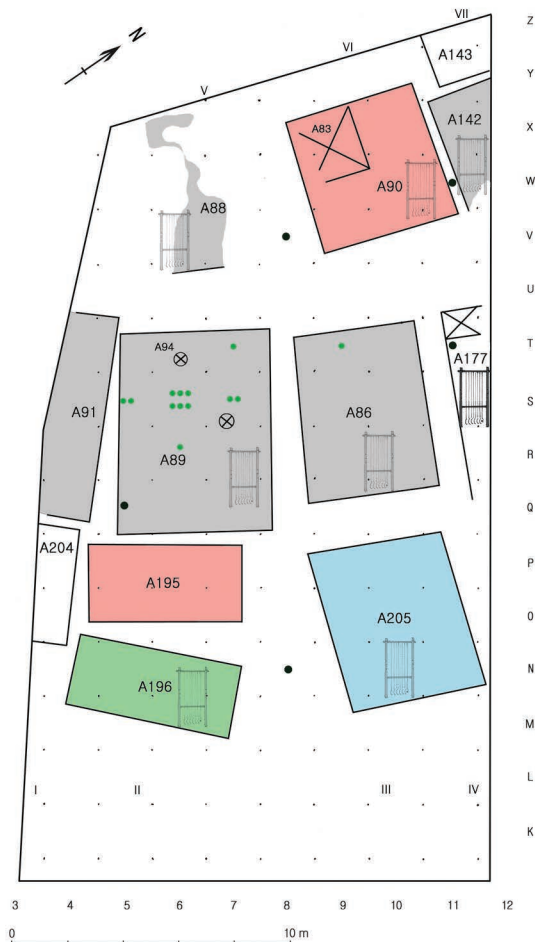 VII
Z
N
A143
VI
Y
V
A142
A83
X
A90
W
A88
V
U
A94
T
A177
A91
S
A86
A89
R
Q
A204
P
A195
A205
O
N
A196
M
I II III IV
L
K
3 4 5 6 7 8 9 10 11 12
0 10 m